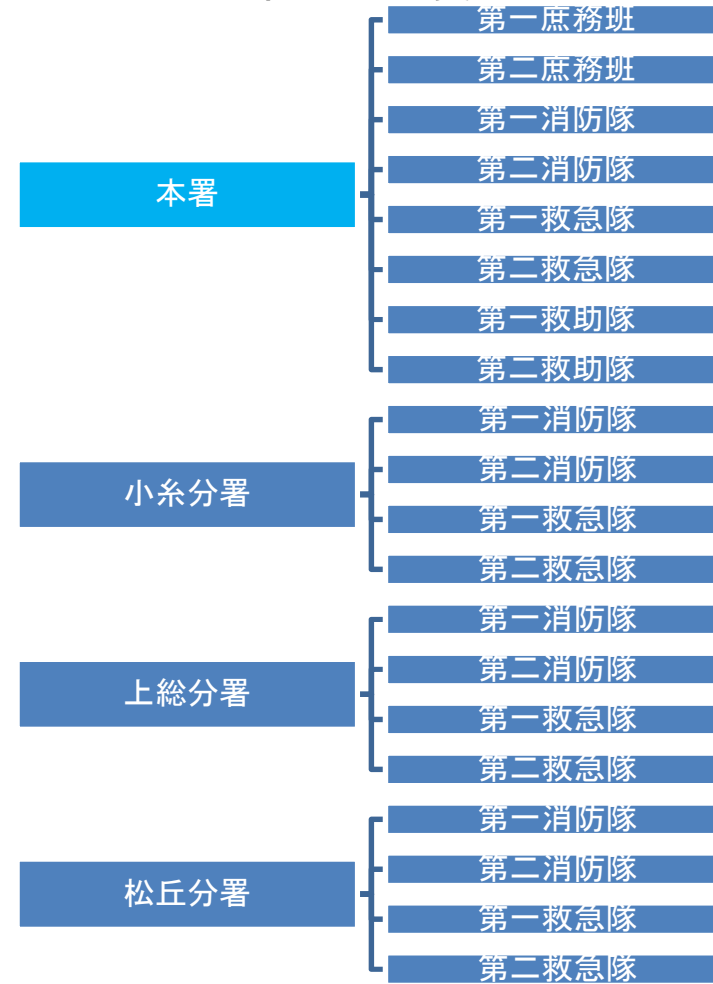 本署
第一庶務班
第二庶務班
第一消防隊
第二消防隊
第一救急隊
第二救急隊
第一救助隊
第二救助隊
小糸分署
第一消防隊
第二消防隊
第一救急隊
第二救急隊
上総分署
第一消防隊
第二消防隊
第一救急隊
第二救急隊
松丘分署
第一消防隊
第二消防隊
第一救急隊
第二救急隊